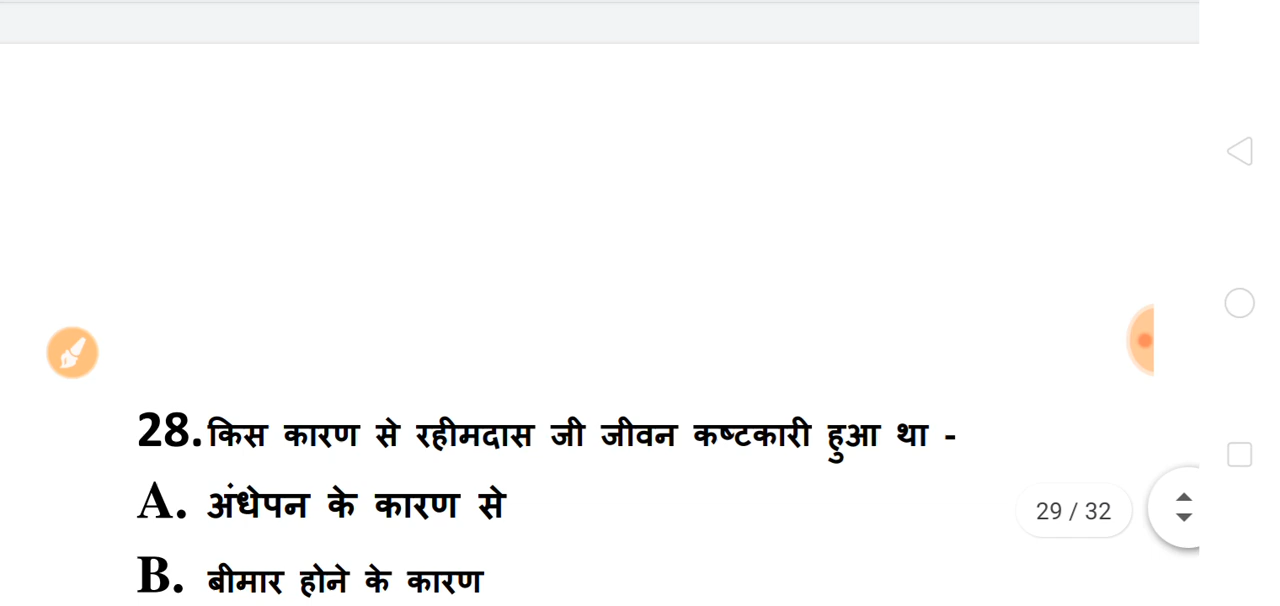 28.किस कारण से रहीमदास जी जीवन कष्टकारी हुआ था -
A. अंधेपन के कारण से
29 / 32
B. बीमार होने के कारण